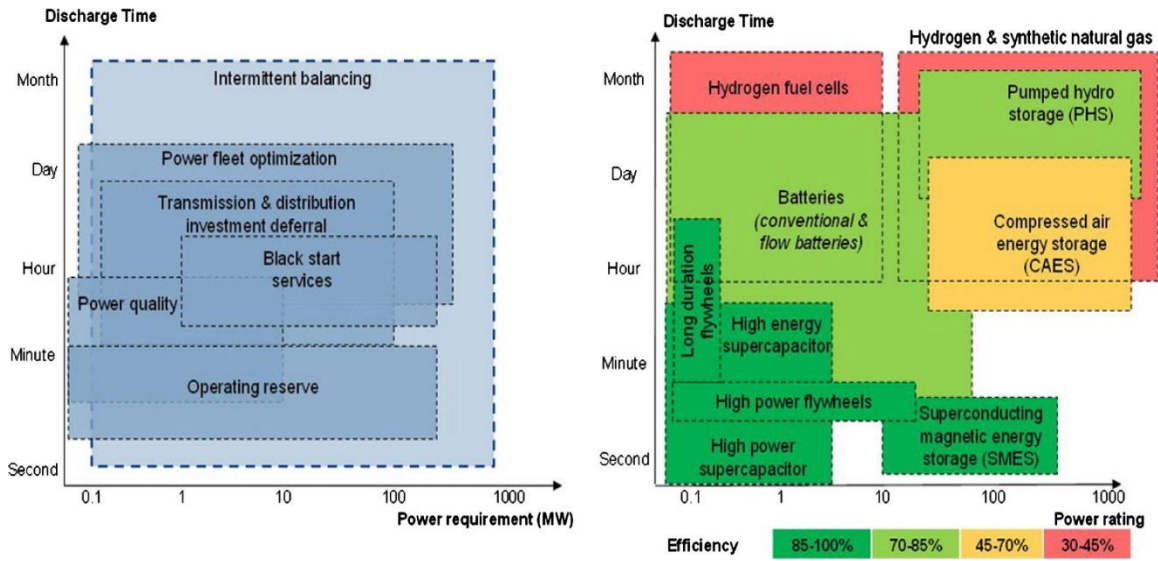 Discharge Time
Month
Day
Hour
Minute
Second
Intermittent balancing
Power fleet optimization
Transmission & distribution
investment deferral
Black start
services
Power quality
Operating reserve
0.1
1
10
100
1000
Power requirement (MW)
Discharge Time
Hydrogen & synthetic natural gas
Month
Day
Hour
Minute
Second
Hydrogen fuel cells
Pumped hydro
storage (PHS)
Batteries
(conventional &
flow batteries)
Compressed air
energy storage
(CAES)
Long duration
flywheels
High energy
supercapacitor
High power flywheels
High power
supercapacitor
Superconducting
magnetic energy
storage (SMES)
0.1
1
10
100
1000
Power rating
Efficiency
85-100%
70-85%
45-70%
30-45%